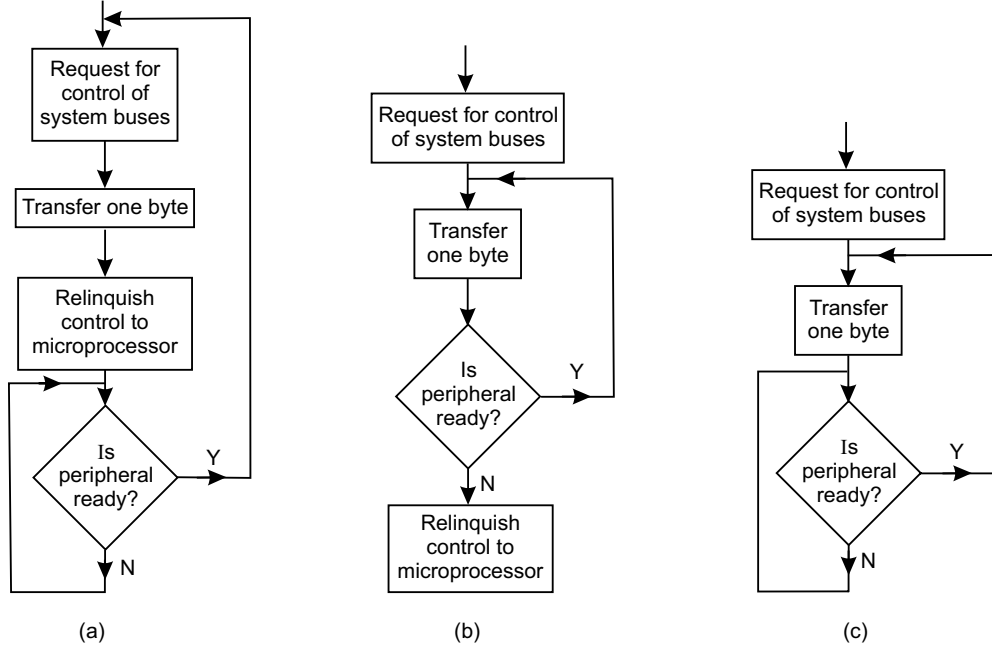 Request for
control of
system buses
Transfer one byte
Relinquish
control to
microprocessor
Is
peripheral
ready?
Y
N
(a)
Request for control
of system buses
Transfer
one byte
Is
peripheral
ready?
Y
N
Relinquish
control to
microprocessor
(b)
Request for control
of system buses
Transfer
one byte
Is
peripheral
ready?
Y
N
(c)